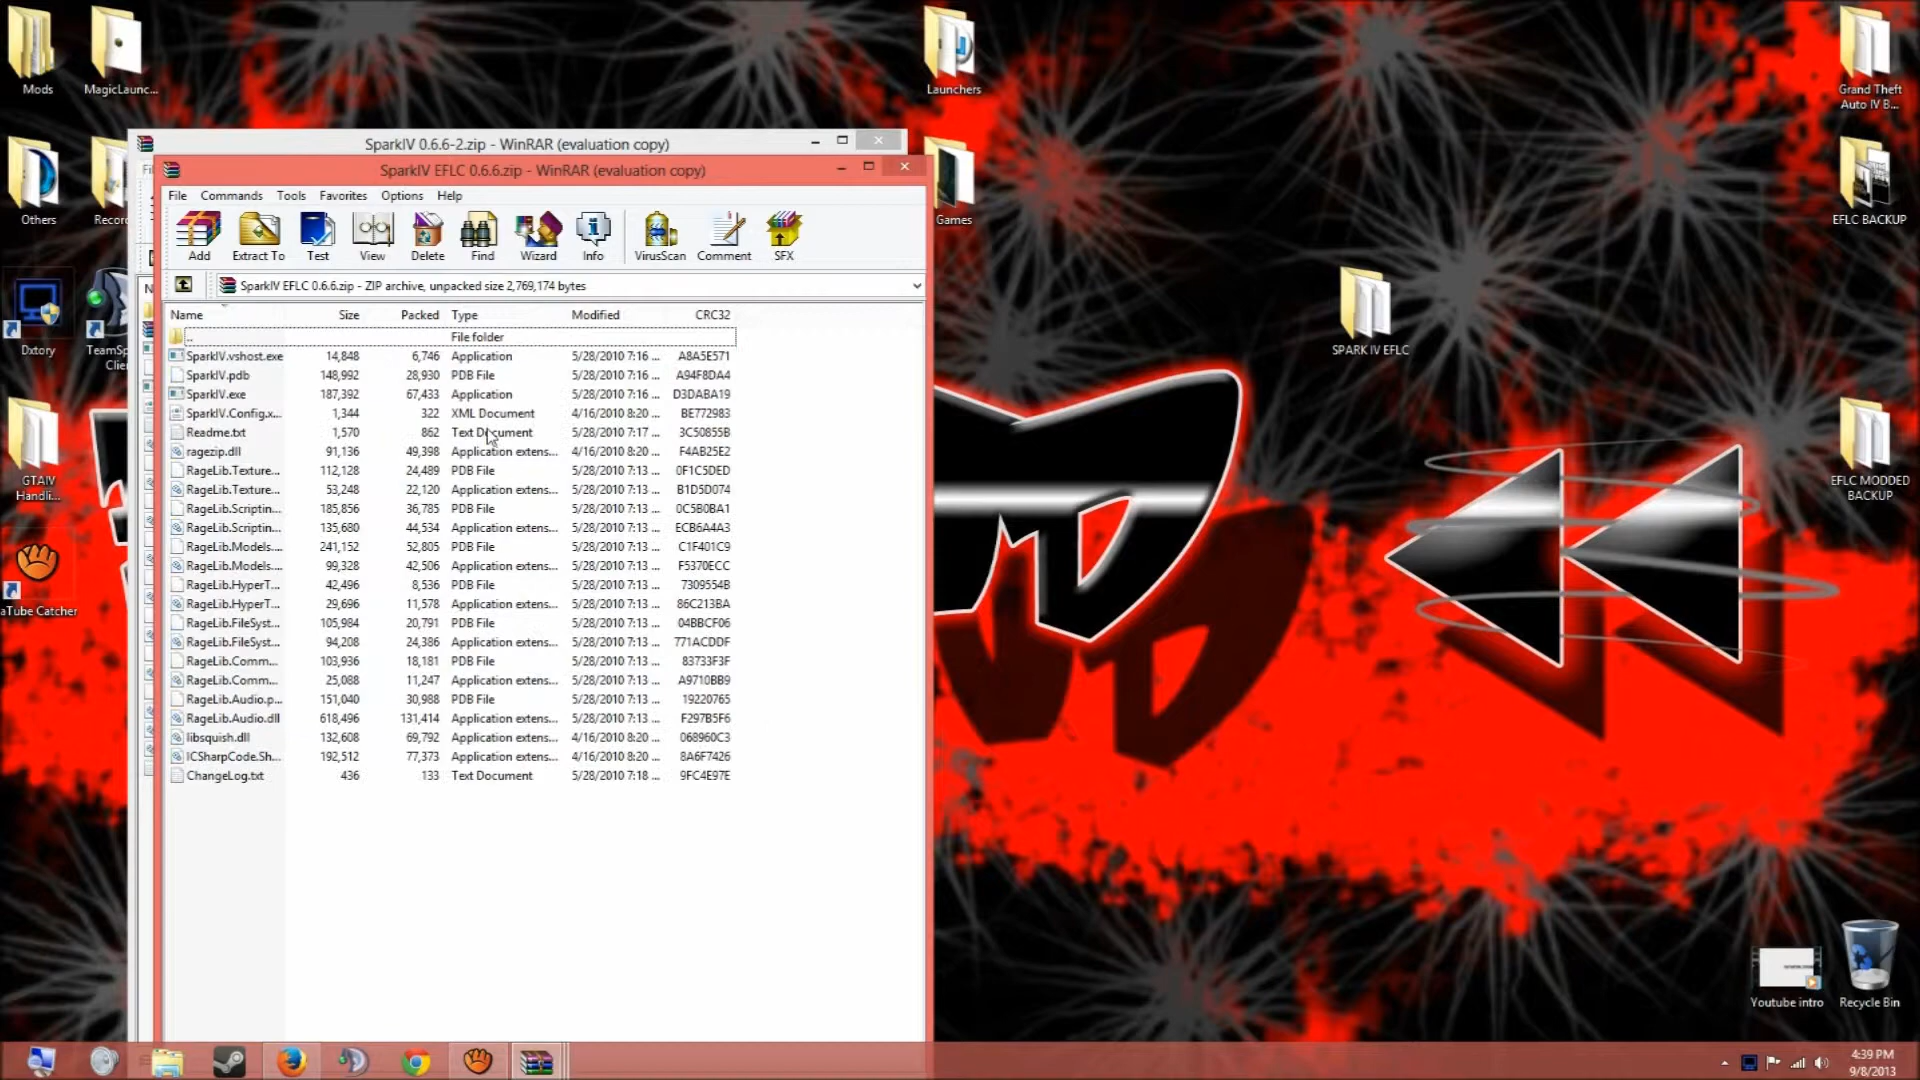 Mods
MagicLaunc...
Launchers
Grand Theft
Auto IV B...
SparkIV 0.6.6-2.zip - WinRAR (evaluation copy)
SparkIV EFLC 0.6.6.zip - WinRAR (evaluation copy)
File Commands Tools Favorites Options Help
Add Extract To Test View Delete Find Wizard Info VirusScan Comment SFX
Others
Recor
Games
EFLC BACKUP
SparkIV EFLC 0.6.6.zip - ZIP archive, unpacked size 2,769,174 bytes
Name Size Packed Type Modified CRC32
.. File folder
SparkIV.vshost.exe 14,848 6,746 Application 5/28/2010 7:16 ... A8A5E571
SparkIV.pdb 148,992 28,930 PDB File 5/28/2010 7:16 ... A94F8DA4
SparkIV.exe 187,392 67,433 Application 5/28/2010 7:16 ... D3DABA19
SparkIV.Config.x... 1,344 322 XML Document 4/16/2010 8:20 ... BE772983
Readme.txt 1,570 862 Text Document 5/28/2010 7:17 ... 3C50855B
ragezip.dll 91,136 49,398 Application extens... 4/16/2010 8:20 ... F4AB25E2
RageLib.Texture... 112,128 24,489 PDB File 5/28/2010 7:13 ... 0F1C5DED
RageLib.Texture... 53,248 22,120 Application extens... 5/28/2010 7:13 ... B1D5D074
RageLib.Scriptin... 185,856 36,785 PDB File 5/28/2010 7:13 ... 0C5B0BA1
RageLib.Scriptin... 135,680 44,534 Application extens... 5/28/2010 7:13 ... ECB6A4A3
RageLib.Models.... 241,152 52,805 PDB File 5/28/2010 7:13 ... C1F401C9
RageLib.Models.... 99,328 42,506 Application extens... 5/28/2010 7:13 ... F5370ECC
RageLib.HyperT... 42,496 8,536 PDB File 5/28/2010 7:13 ... 7309554B
RageLib.HyperT... 29,696 11,578 Application extens... 5/28/2010 7:13 ... 86C213BA
RageLib.FileSyst... 105,984 20,791 PDB File 5/28/2010 7:13 ... 04BBCF06
RageLib.FileSyst... 94,208 24,386 Application extens... 5/28/2010 7:13 ... 771ACDDF
RageLib.Comm... 103,936 18,181 PDB File 5/28/2010 7:13 ... 83733F3F
RageLib.Comm... 25,088 11,247 Application extens... 5/28/2010 7:13 ... A9710BB9
RageLib.Audio.p... 151,040 30,988 PDB File 5/28/2010 7:13 ... 19220765
RageLib.Audio.dll 618,496 131,414 Application extens... 5/28/2010 7:13 ... F297B5F6
libsquish.dll 132,608 69,792 Application extens... 4/16/2010 8:20 ... 068960C3
ICSharpCode.Sh... 192,512 77,373 Application extens... 4/16/2010 8:20 ... 8A6F7426
ChangeLog.txt 436 133 Text Document 5/28/2010 7:18 ... 9FC4E97E
Dxtory
TeamSp
Clie
SPARK IV EFLC
GTAIV
Handli...
EFLC MODDED
BACKUP
aTube Catcher
Youtube intro
Recycle Bin
4:39 PM
9/8/2013